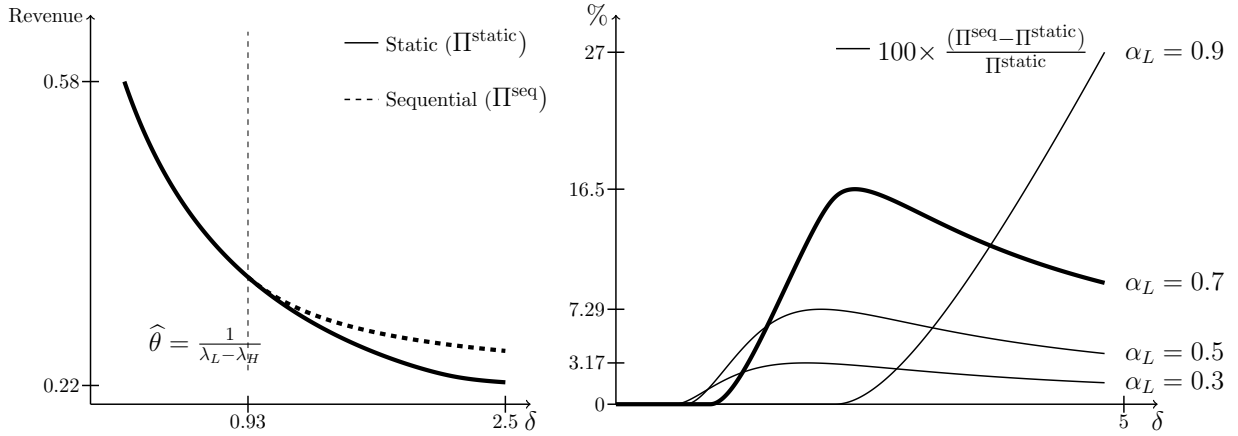 Revenue
0.58
0.22
0.93
2.5
δ
Static (Π^static)
Sequential (Π^seq)
θ̂ = 1/(λ_L−λ_H)
%
27
16.5
7.29
3.17
0
5
δ
100× (Π^seq−Π^static)/Π^static
α_L = 0.9
α_L = 0.7
α_L = 0.5
α_L = 0.3